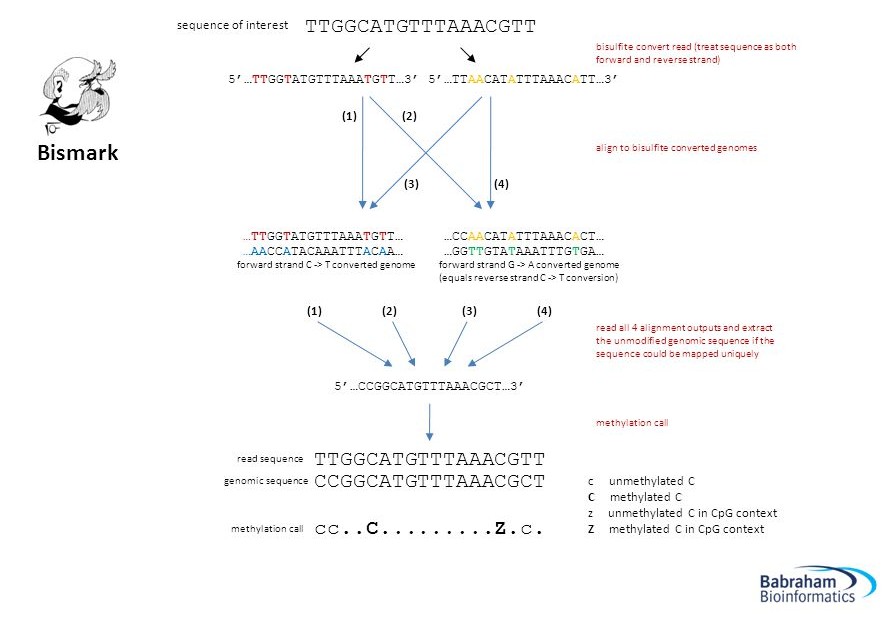 sequence of interest TTGGCATGTTTAAACGTT
bisulfite convert read (treat sequence as both
forward and reverse strand)
5’…TTGGTATGTTTAAATGTT…3’ 5’…TTAACATATTTAAACATT…3’
(1) (2)
Bismark
align to bisulfite converted genomes
(3) (4)
…TTGGTATGTTTAAATGTT… …CCAACATATTTAAACACT…
…AACCATACAAATTTACAA… …GGTTGTATAAATTTGTGA…
forward strand C -> T converted genome forward strand G -> A converted genome
(equals reverse strand C -> T conversion)
(1) (2) (3) (4)
read all 4 alignment outputs and extract
the unmodified genomic sequence if the
sequence could be mapped uniquely
5’…CCGGCATGTTTAAACGCT…3’
methylation call
read sequence TTGGCATGTTTAAACGTT
genomic sequence CCGGCATGTTTAAACGCT
c unmethylated C
C methylated C
z unmethylated C in CpG context
methylation call cc..C.........Z.c. Z methylated C in CpG context
Babraham
Bioinformatics